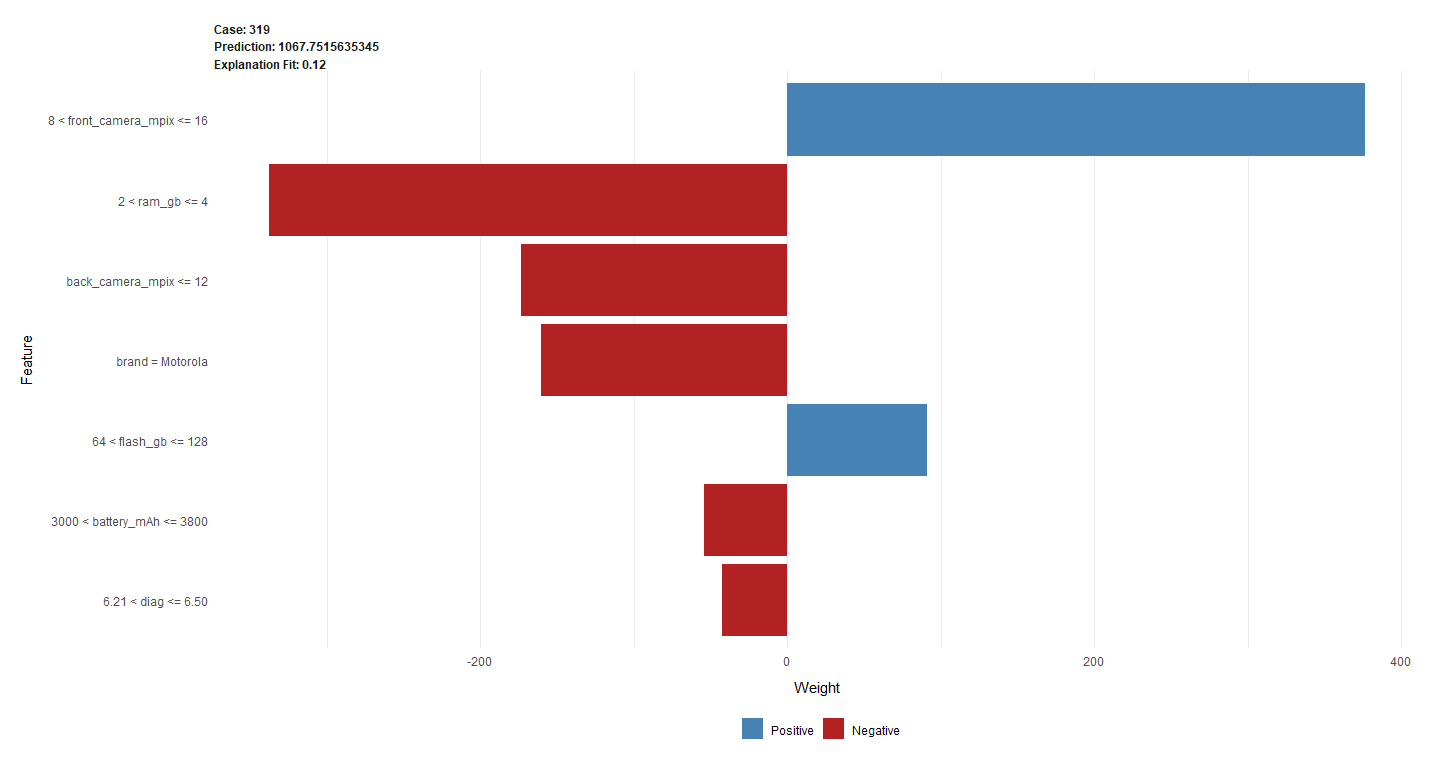 Case: 319
Prediction: 1067.7515635345
Explanation Fit: 0.12
8 < front_camera_mpix <= 16
2 < ram_gb <= 4
back_camera_mpix <= 12
brand = Motorola
64 < flash_gb <= 128
3000 < battery_mAh <= 3800
6.21 < diag <= 6.50
Feature
-200 0 200 400
Weight
Positive Negative